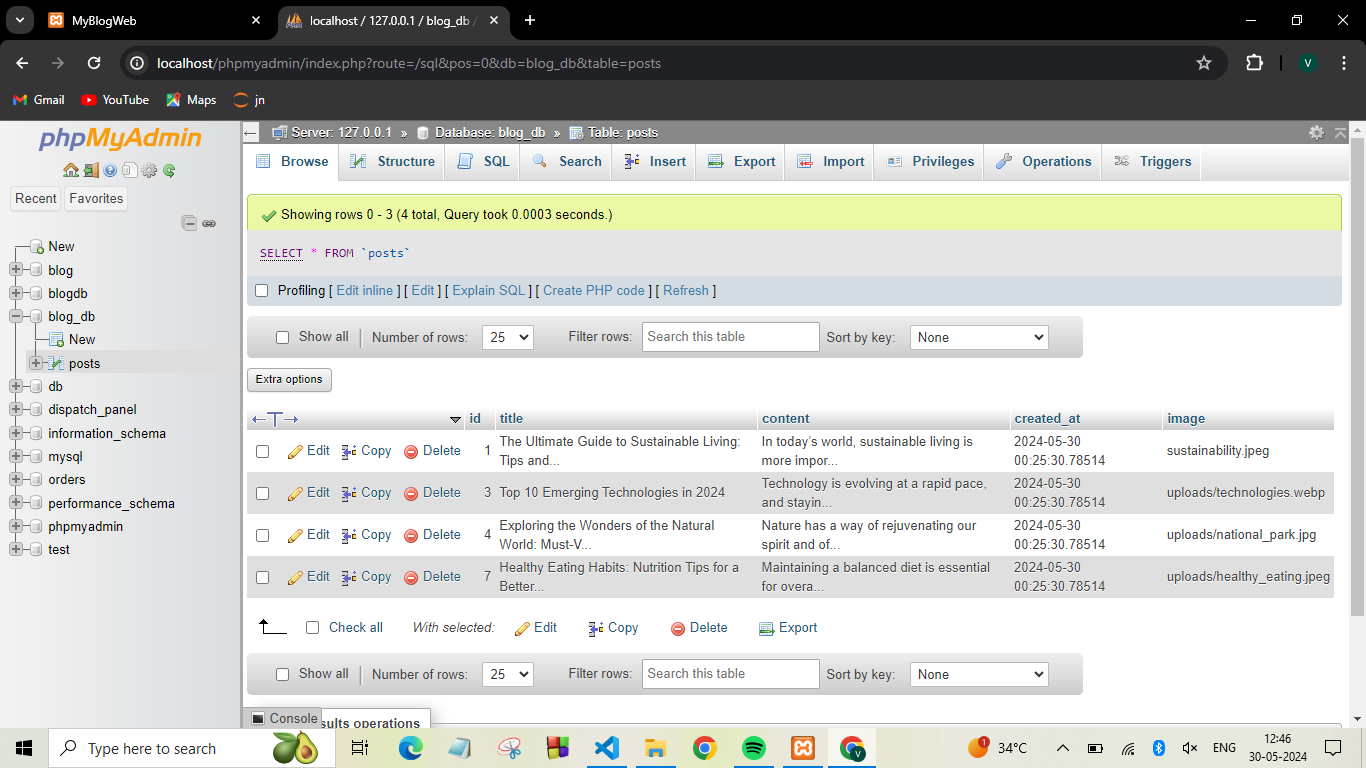 MyBlogWeb
localhost / 127.0.0.1 / blog_db /
localhost/phpmyadmin/index.php?route=/sql&pos=0&db=blog_db&table=posts
V
Gmail
YouTube
Maps
jn
phpMyAdmin
Recent
Favorites
New
blog
blogdb
blog_db
New
posts
db
dispatch_panel
information_schema
mysql
orders
performance_schema
phpmyadmin
test
Server: 127.0.0.1 » Database: blog_db » Table: posts
Browse Structure SQL Search Insert Export Import Privileges Operations Triggers
Showing rows 0 - 3 (4 total, Query took 0.0003 seconds.)
SELECT * FROM `posts`
Profiling [ Edit inline ] [ Edit ] [ Explain SQL ] [ Create PHP code ] [ Refresh ]
Show all Number of rows: 25 Filter rows: Search this table Sort by key: None
Extra options
id title content created_at image
Edit Copy Delete 1 The Ultimate Guide to Sustainable Living: In today's world, sustainable living is 2024-05-30 sustainability.jpeg
Tips and... more impor... 00:25:30.78514
Edit Copy Delete 3 Top 10 Emerging Technologies in 2024 Technology is evolving at a rapid pace, 2024-05-30 uploads/technologies.webp
and stayin... 00:25:30.78514
Edit Copy Delete 4 Exploring the Wonders of the Natural Nature has a way of rejuvenating our 2024-05-30 uploads/national_park.jpg
World: Must-V... spirit and of... 00:25:30.78514
Edit Copy Delete 7 Healthy Eating Habits: Nutrition Tips for a Maintaining a balanced diet is essential 2024-05-30 uploads/healthy_eating.jpeg
Better... for overa... 00:25:30.78514
Check all With selected: Edit Copy Delete Export
Show all Number of rows: 25 Filter rows: Search this table Sort by key: None
Console
operations
Type here to search
V
1
34°C
ENG
12:46
30-05-2024